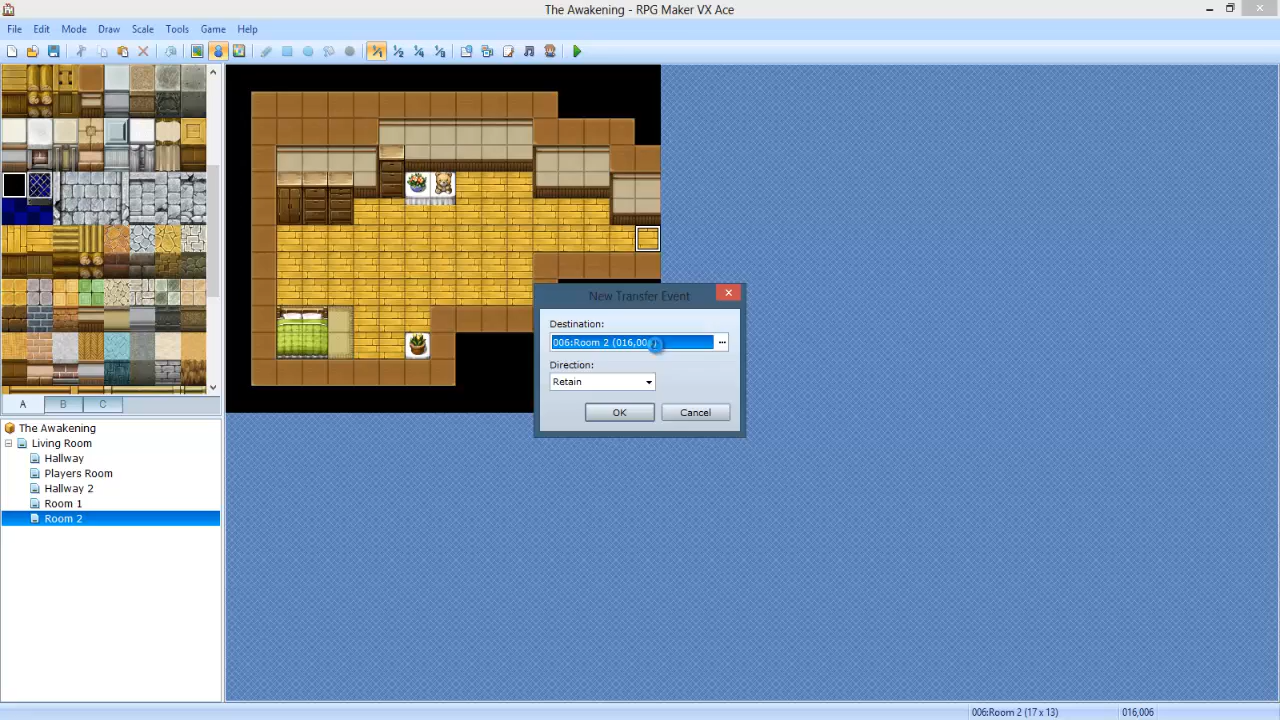 The Awakening - RPG Maker VX Ace
File Edit Mode Draw Scale Tools Game Help
New Transfer Event
Destination:
006:Room 2 (016,00
Direction:
Retain
OK Cancel
A B C
The Awakening
Living Room
Hallway
Players Room
Hallway 2
Room 1
Room 2
006:Room 2 (17 x 13) 016,006